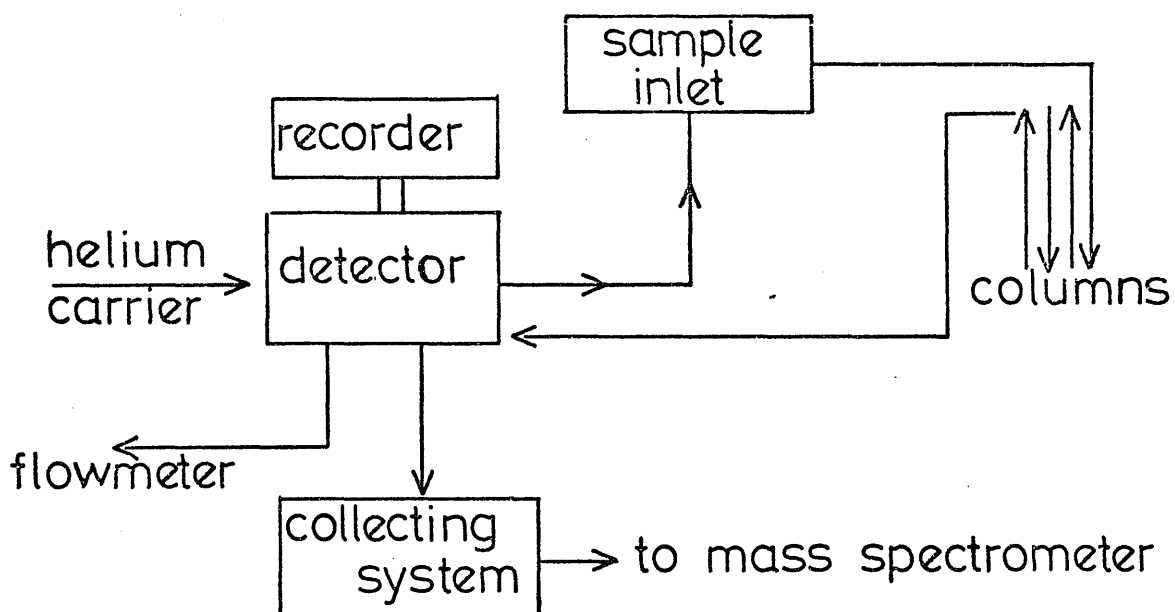 sample
inlet
recorder
helium
carrier
detector
columns
flowmeter
collecting
system
to mass spectrometer